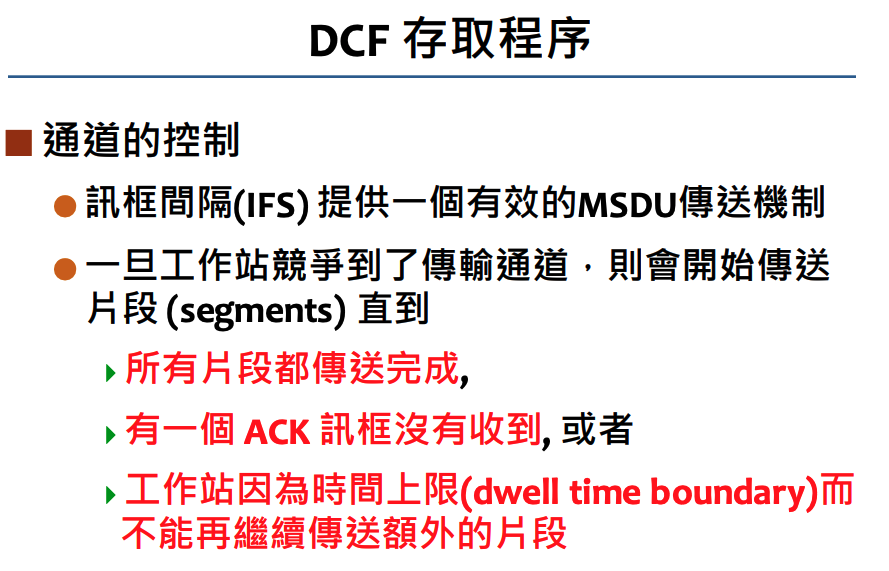 DCF 存取程序
通道的控制
訊框間隔(IFS) 提供一個有效的MSDU傳送機制
一旦工作站競爭到了傳輸通道，則會開始傳送
片段 (segments) 直到
所有片段都傳送完成,
有一個 ACK 訊框沒有收到, 或者
工作站因為時間上限(dwell time boundary)而
不能再繼續傳送額外的片段